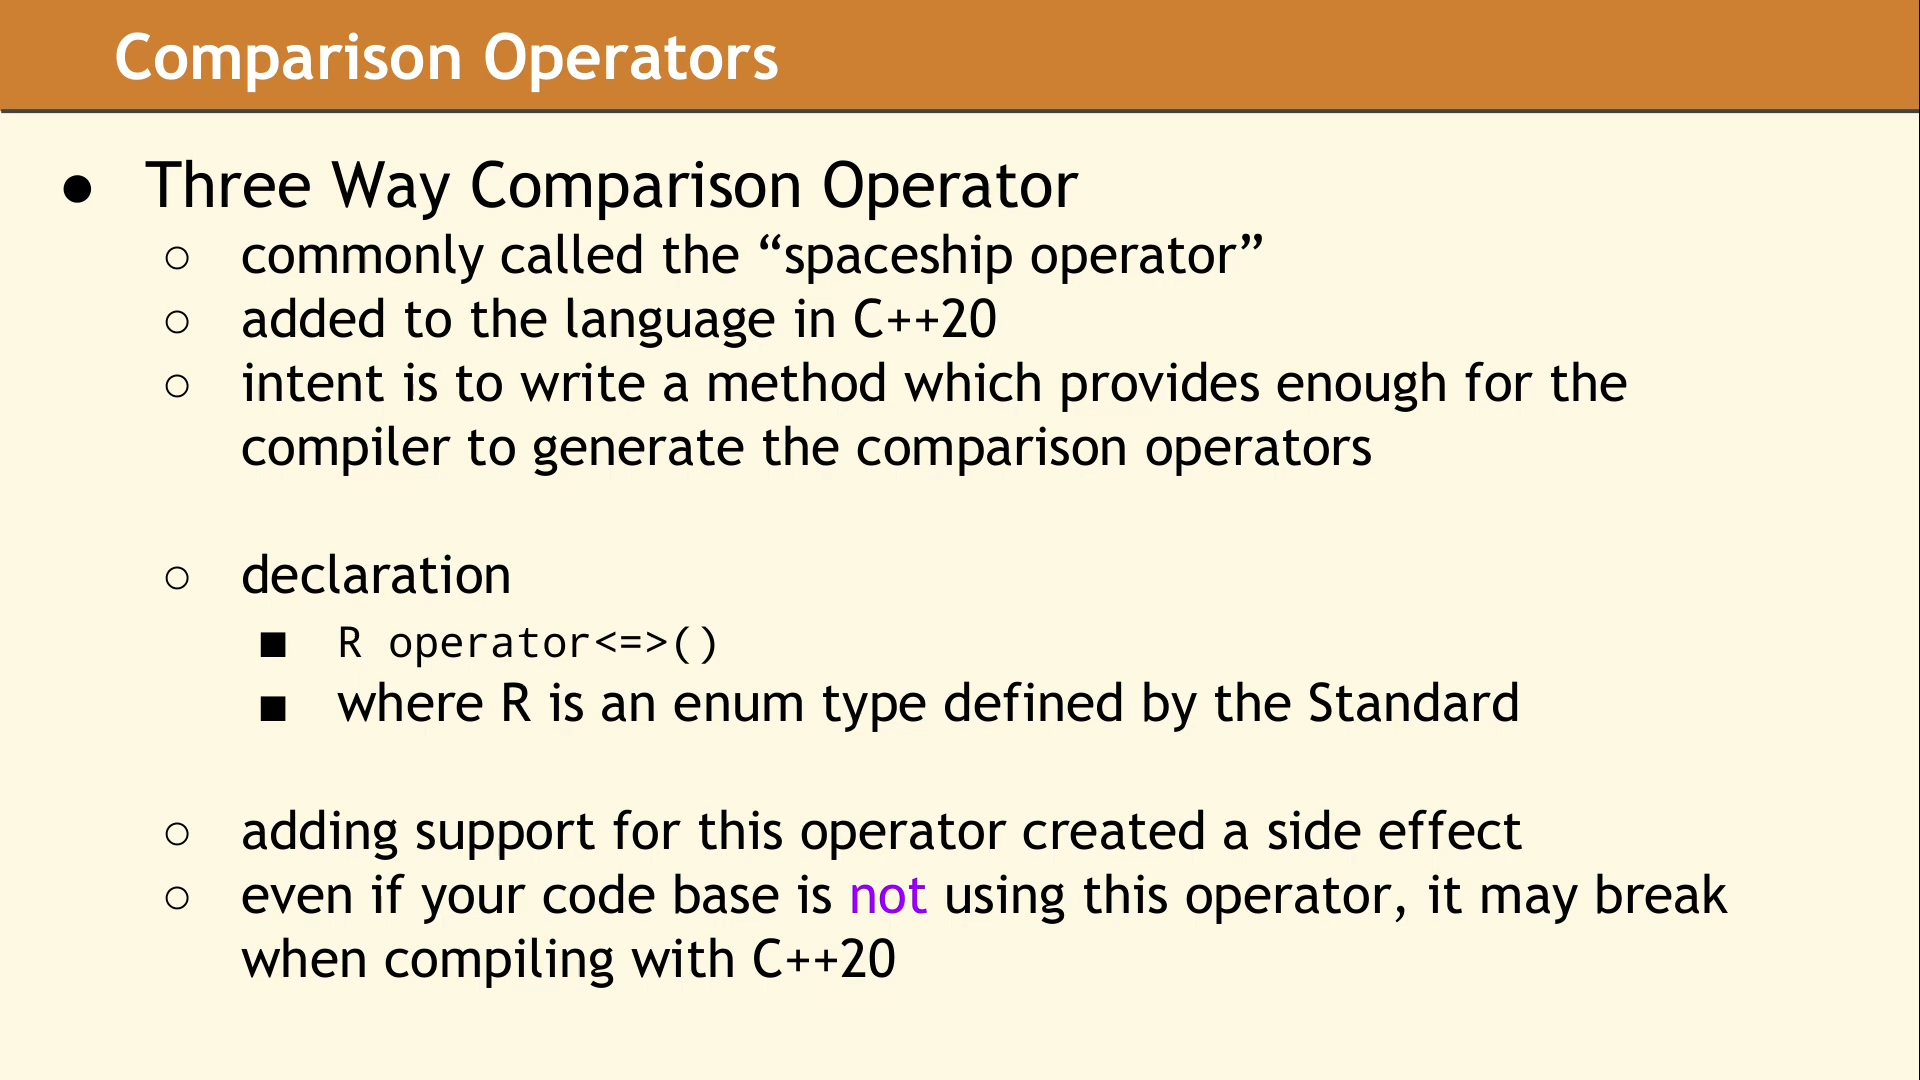 Comparison Operators
● Three Way Comparison Operator
○ commonly called the “spaceship operator”
○ added to the language in C++20
○ intent is to write a method which provides enough for the
compiler to generate the comparison operators
○ declaration
■ R operator<=>()
■ where R is an enum type defined by the Standard
○ adding support for this operator created a side effect
○ even if your code base is not using this operator, it may break
when compiling with C++20